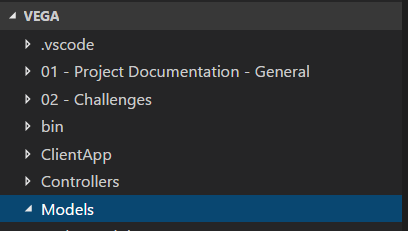 VEGA
.vscode
01 - Project Documentation - General
02 - Challenges
bin
ClientApp
Controllers
Models